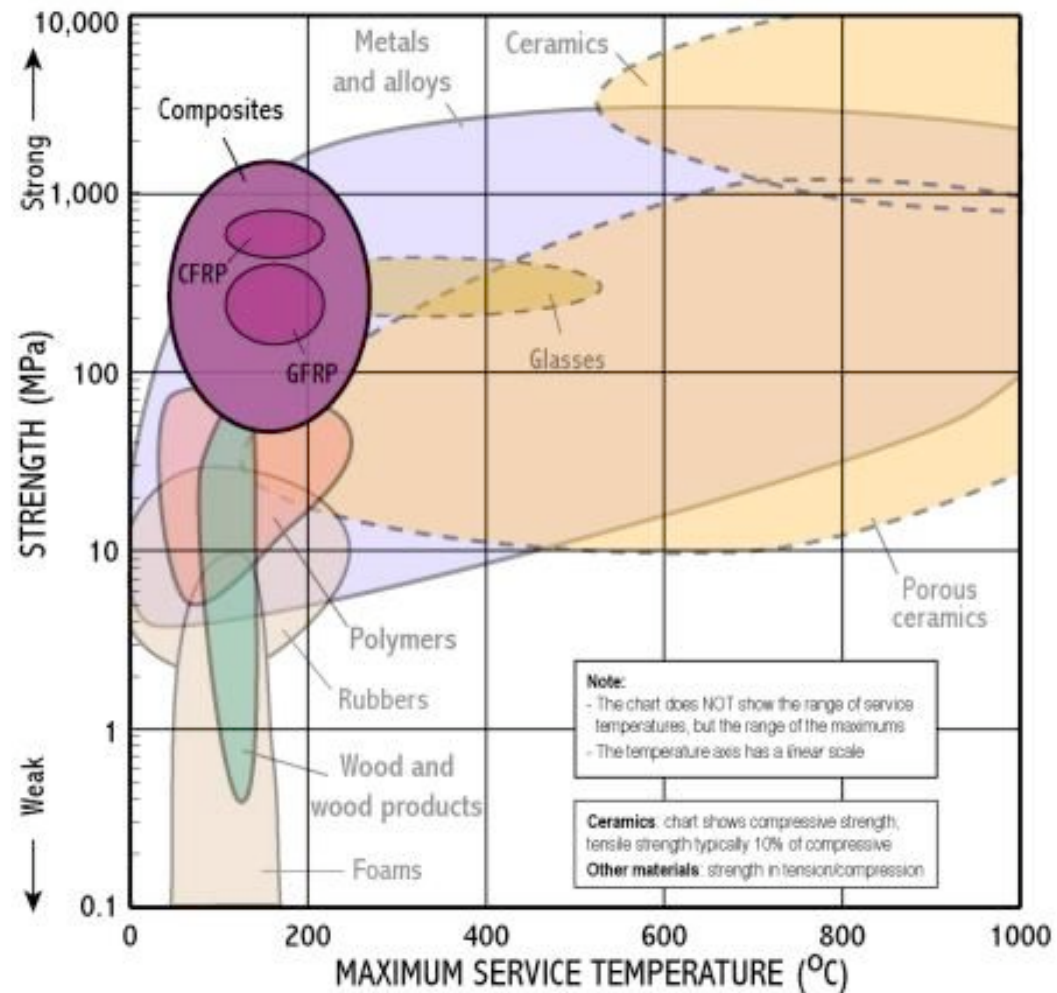 10,000
1,000
100
10
1
0.1
Strong
STRENGTH (MPa)
Weak
Metals
and alloys
Ceramics
Composites
CFRP
GFRP
Glasses
Polymers
Rubbers
Wood and
wood products
Foams
Porous
ceramics
Note:
- The chart does NOT show the range of service
temperatures, but the range of the maximums
- The temperature axis has a linear scale
Ceramics: chart shows compressive strength;
tensile strength typically 10% of compressive
Other materials: strength in tension/compression
0 200 400 600 800 1000
MAXIMUM SERVICE TEMPERATURE (°C)